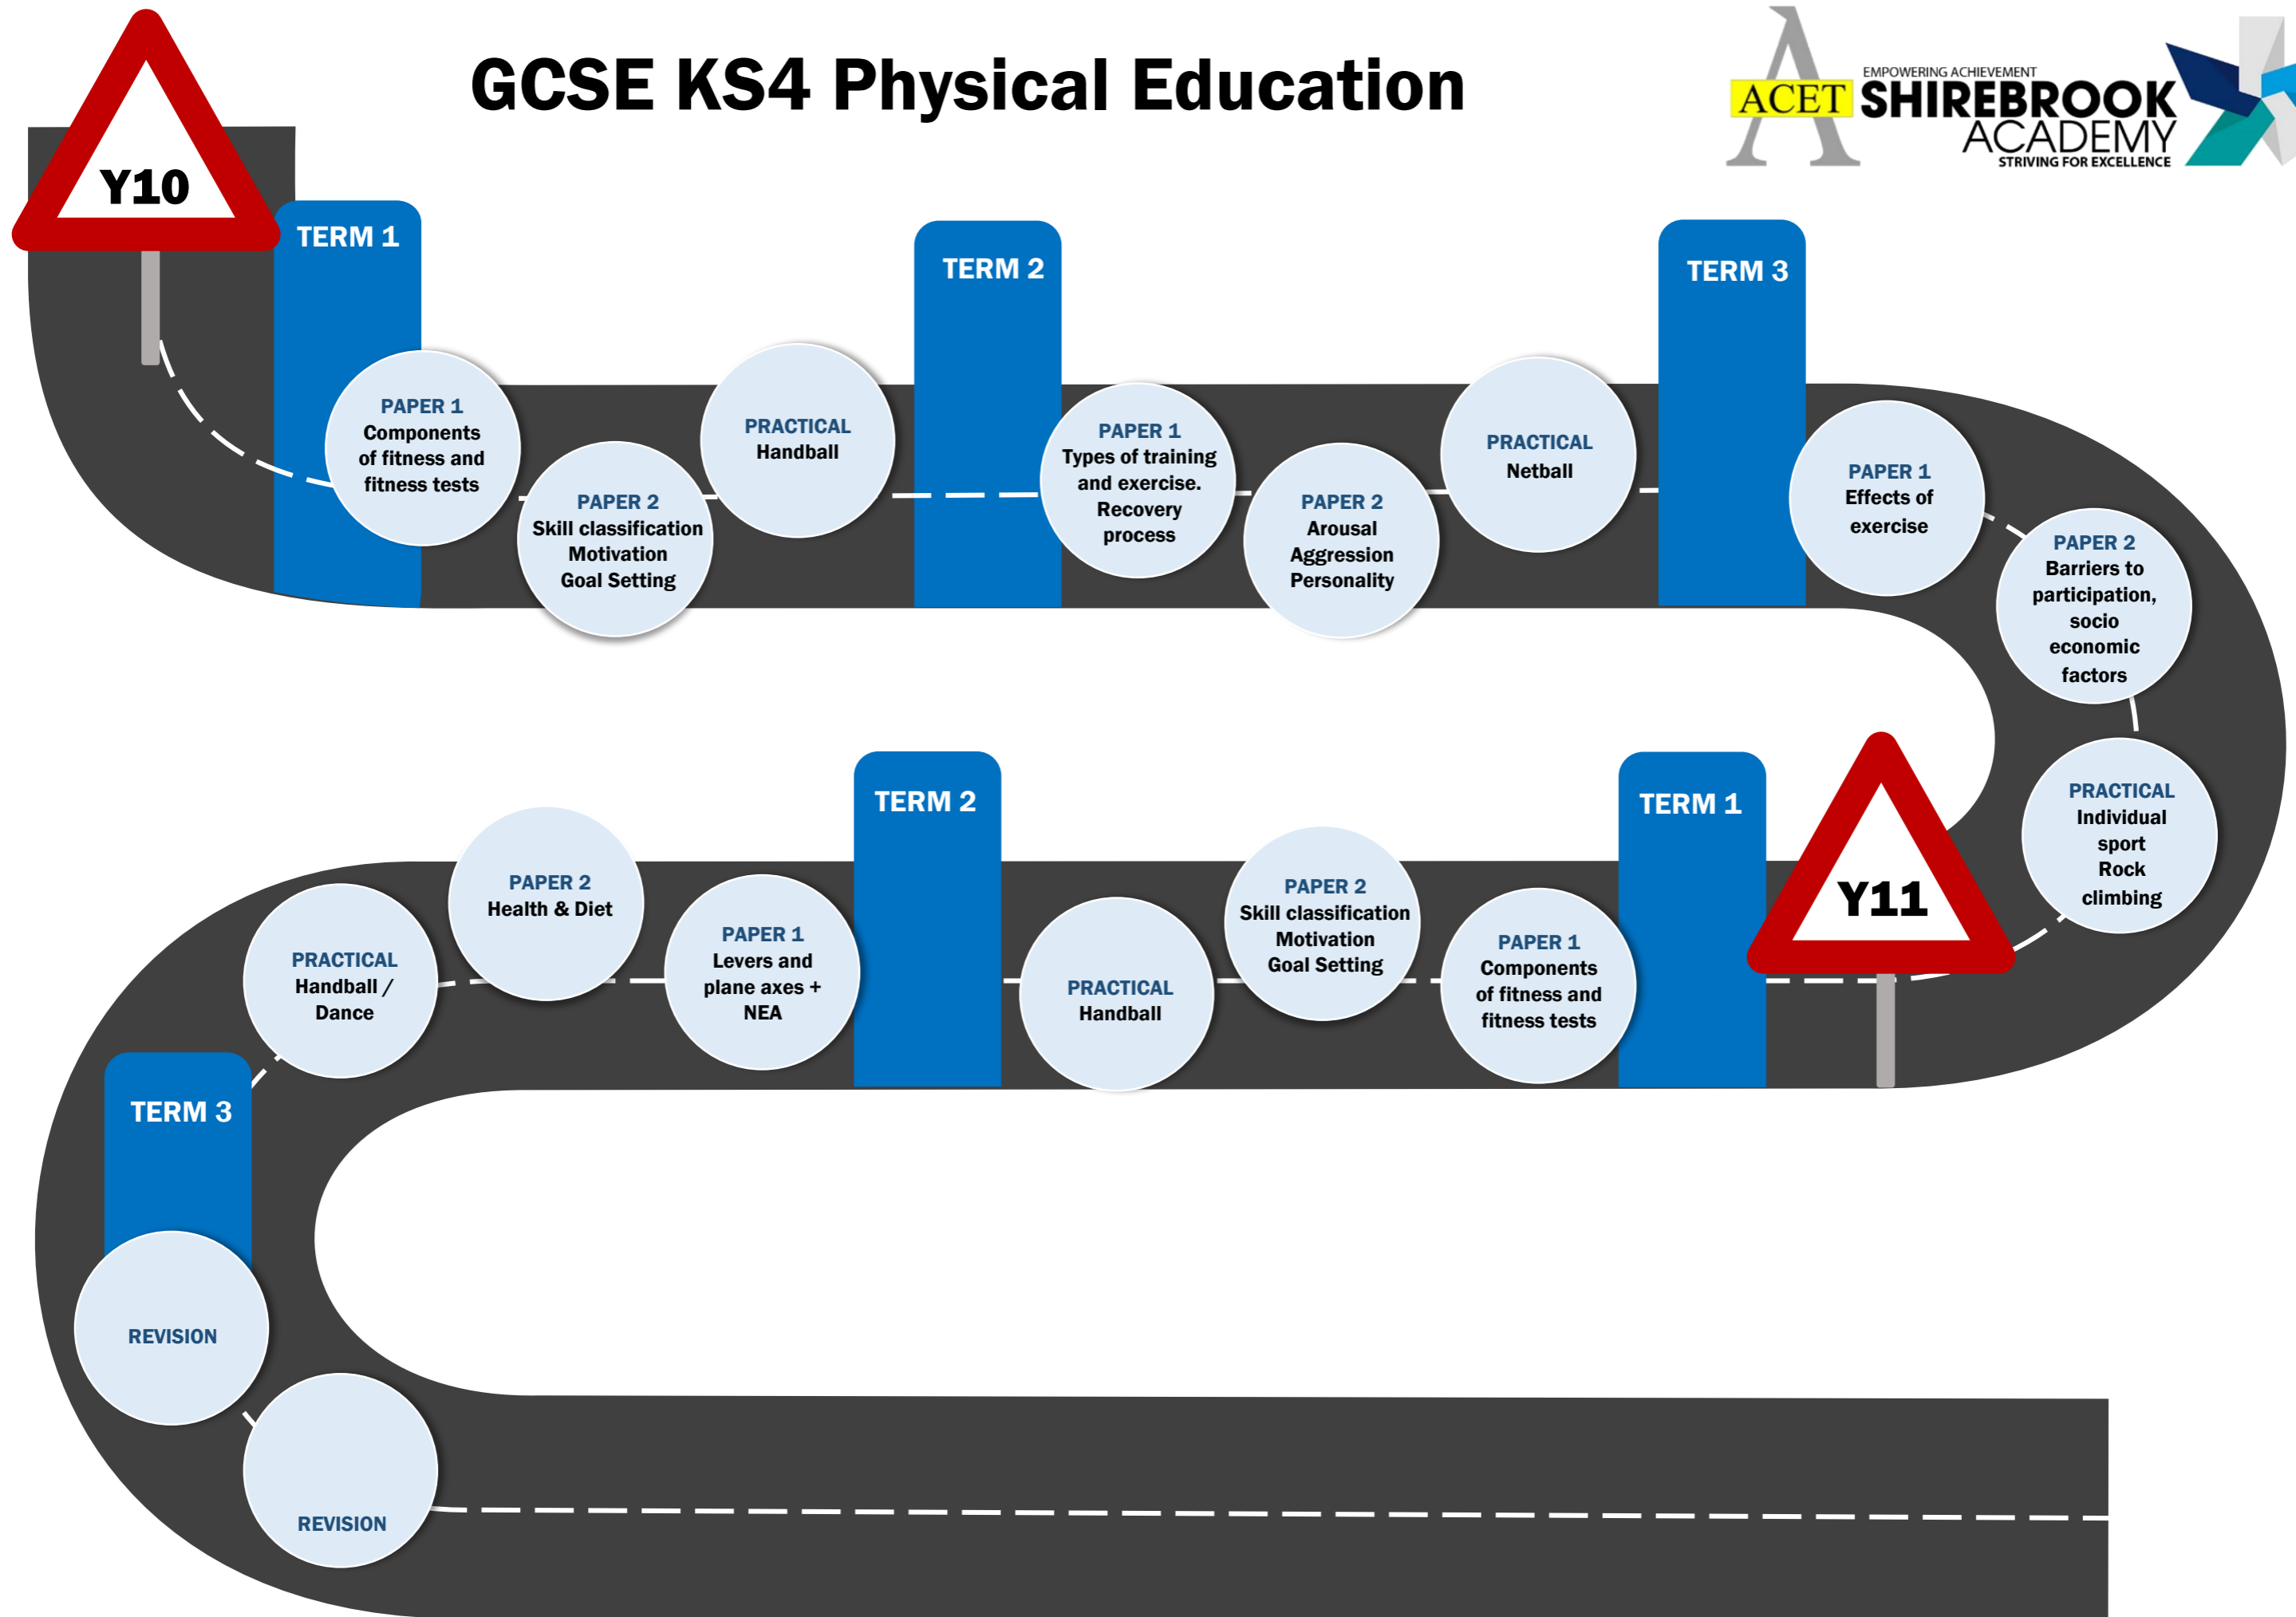 GCSE KS4 Physical Education
ACET
EMPOWERING ACHIEVEMENT
SHIREBROOK
ACADEMY
STRIVING FOR EXCELLENCE
Y10
TERM 1
PAPER 1
Components
of fitness and
fitness tests
PAPER 2
Skill classification
Motivation
Goal Setting
PRACTICAL
Handball
TERM 2
PAPER 1
Types of training
and exercise.
Recovery
process
PAPER 2
Arousal
Aggression
Personality
PRACTICAL
Netball
TERM 3
PAPER 1
Effects of
exercise
PAPER 2
Barriers to
participation,
socio
economic
factors
PRACTICAL
Individual
sport
Rock
climbing
Y11
TERM 1
PAPER 1
Components
of fitness and
fitness tests
PAPER 2
Skill classification
Motivation
Goal Setting
PRACTICAL
Handball
TERM 2
PAPER 1
Levers and
plane axes +
NEA
PAPER 2
Health & Diet
PRACTICAL
Handball /
Dance
TERM 3
REVISION
REVISION